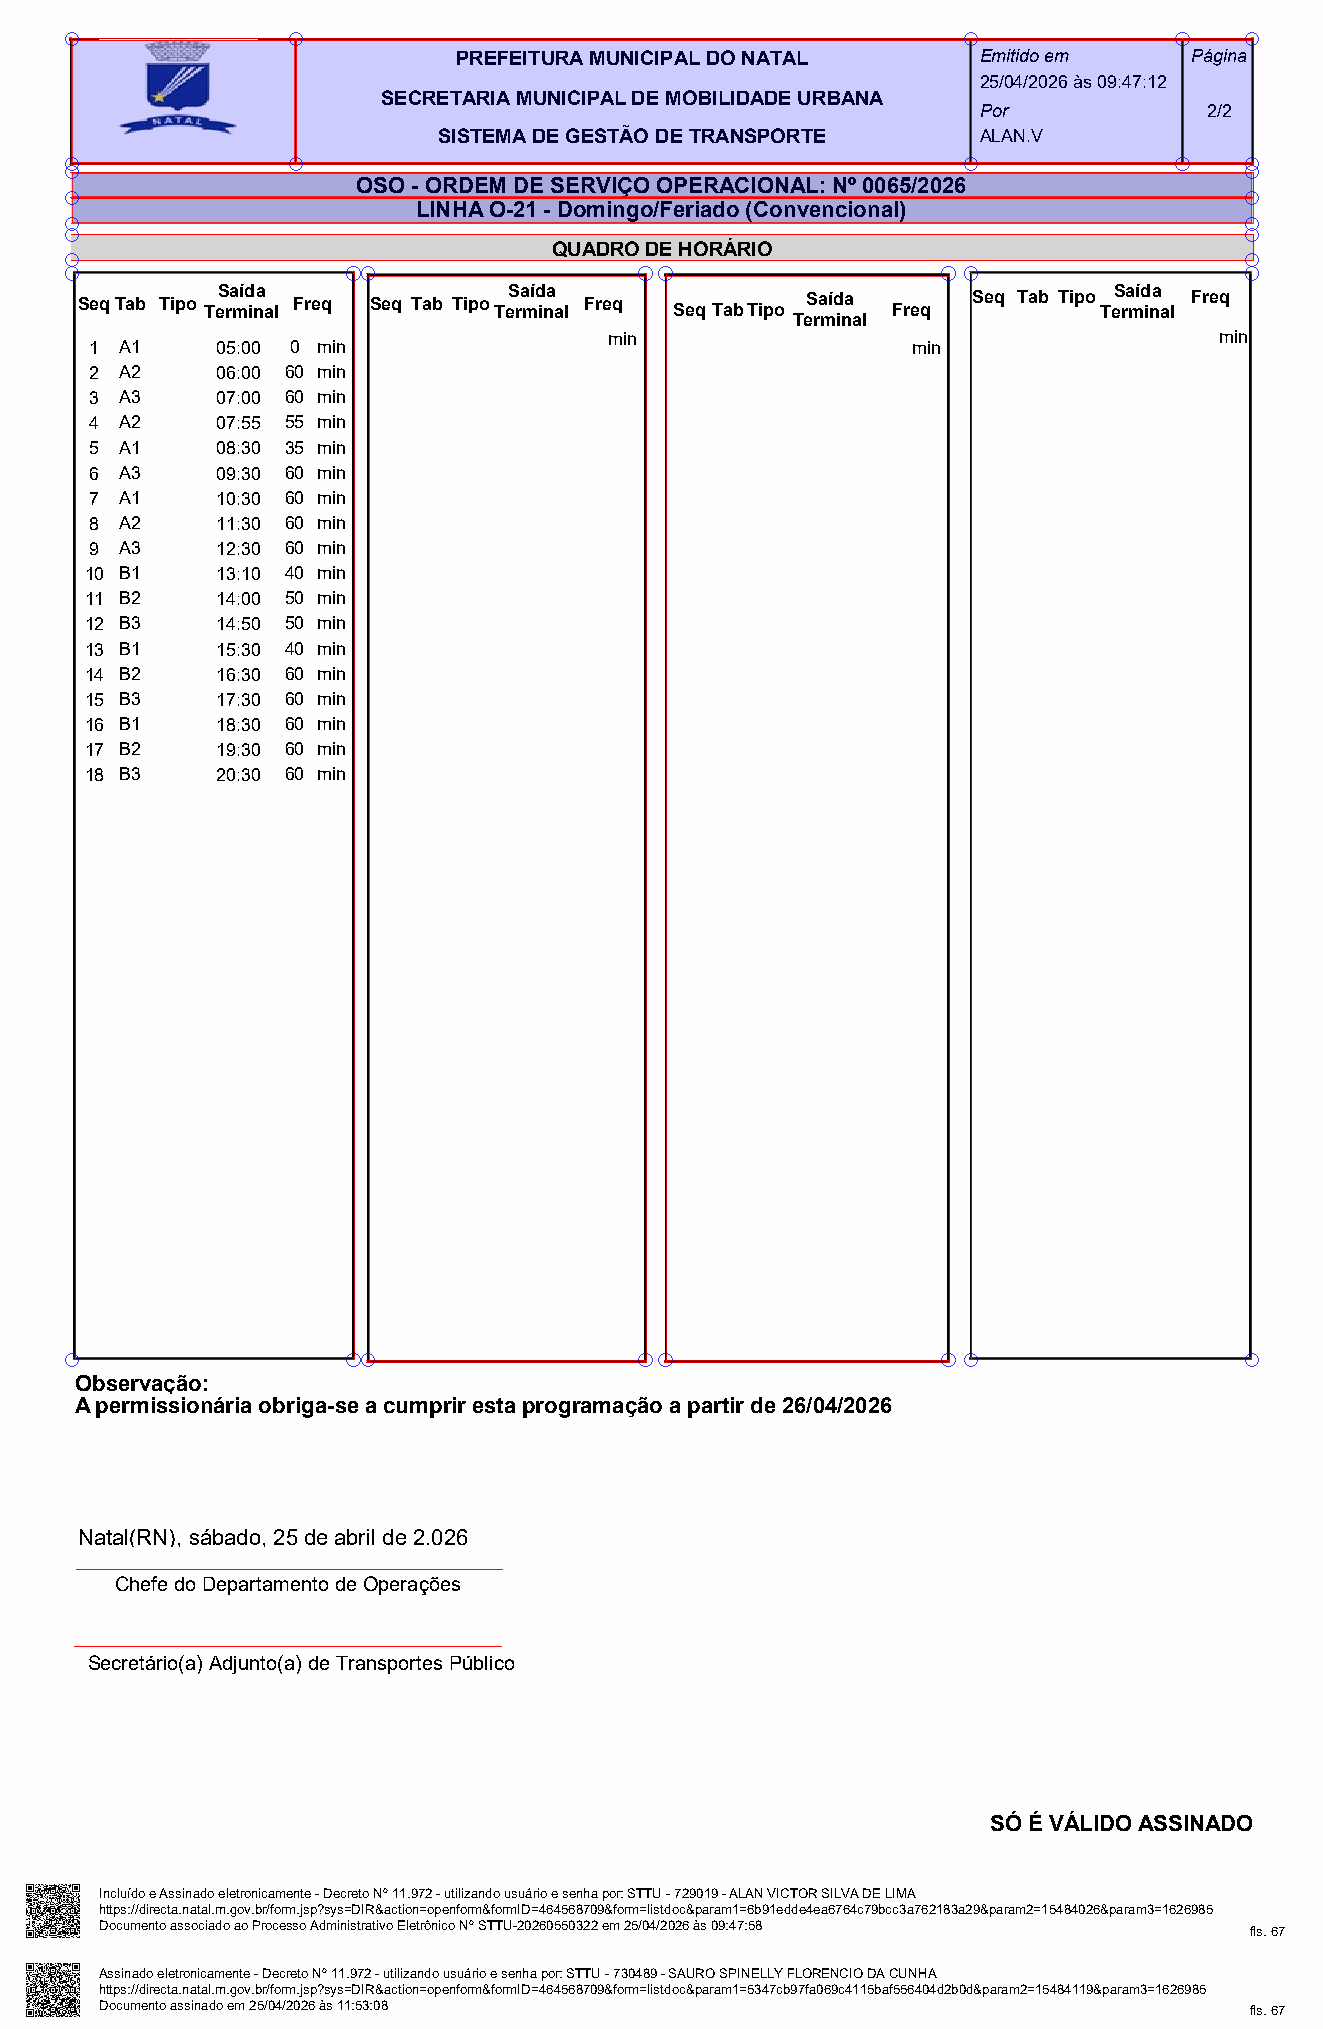 NATAL
PREFEITURA MUNICIPAL DO NATAL
SECRETARIA MUNICIPAL DE MOBILIDADE URBANA
SISTEMA DE GESTÃO DE TRANSPORTE
Emitido em
25/04/2026 às 09:47:12
Por
ALAN.V
Página
2/2
OSO - ORDEM DE SERVIÇO OPERACIONAL: Nº 0065/2026
LINHA O-21 - Domingo/Feriado (Convencional)
QUADRO DE HORÁRIO
Seq Tab Tipo Saída Terminal Freq
1 A1 05:00 0 min
2 A2 06:00 60 min
3 A3 07:00 60 min
4 A2 07:55 55 min
5 A1 08:30 35 min
6 A3 09:30 60 min
7 A1 10:30 60 min
8 A2 11:30 60 min
9 A3 12:30 60 min
10 B1 13:10 40 min
11 B2 14:00 50 min
12 B3 14:50 50 min
13 B1 15:30 40 min
14 B2 16:30 60 min
15 B3 17:30 60 min
16 B1 18:30 60 min
17 B2 19:30 60 min
18 B3 20:30 60 min
Seq Tab Tipo Saída Terminal Freq
min
Seq Tab Tipo Saída Terminal Freq
min
Seq Tab Tipo Saída Terminal Freq
min
Observação:
A permissionária obriga-se a cumprir esta programação a partir de 26/04/2026
Natal(RN), sábado, 25 de abril de 2.026
Chefe do Departamento de Operações
Secretário(a) Adjunto(a) de Transportes Público
SÓ É VÁLIDO ASSINADO
Incluído e Assinado eletronicamente - Decreto Nº 11.972 - utilizando usuário e senha por: STTU - 729019 - ALAN VICTOR SILVA DE LIMA
https://directa.natal.rn.gov.br/form.jsp?sys=DIR&action=openform&formID=464568709&form=listdoc&param1=6b91edde4ea6764c79bcc3a762183a29&param2=15484026&param3=1626985
Documento associado ao Processo Administrativo Eletrônico Nº STTU-20260550322 em 25/04/2026 às 09:47:58
fls. 67
Assinado eletronicamente - Decreto Nº 11.972 - utilizando usuário e senha por: STTU - 730489 - SAURO SPINELLY FLORENCIO DA CUNHA
https://directa.natal.rn.gov.br/form.jsp?sys=DIR&action=openform&formID=464568709&form=listdoc&param1=5347cb97fa069c4115baf556404d2b0d&param2=15484119&param3=1626985
Documento assinado em 25/04/2026 às 11:53:08
fls. 67